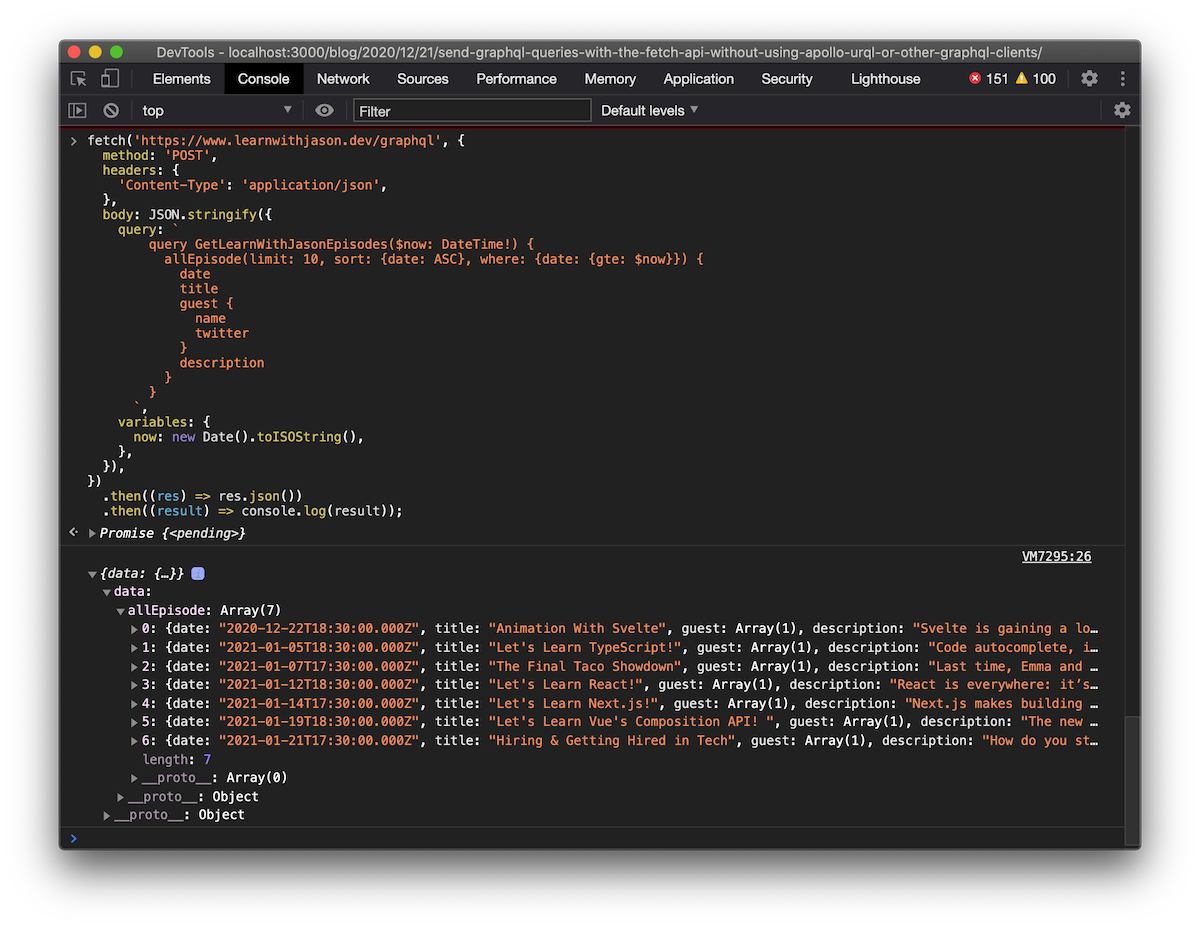 DevTools - localhost:3000/blog/2020/12/21/send-graphql-queries-with-the-fetch-api-without-using-apollo-urql-or-other-graphql-clients/
Elements Console Network Sources Performance Memory Application Security Lighthouse 151 100
top Filter Default levels
> fetch('https://www.learnwithjason.dev/graphql', {
method: 'POST',
headers: {
'Content-Type': 'application/json',
},
body: JSON.stringify({
query: `
query GetLearnWithJasonEpisodes($now: DateTime!) {
allEpisode(limit: 10, sort: {date: ASC}, where: {date: {gte: $now}}) {
date
title
guest {
name
twitter
}
description
}
}
`,
variables: {
now: new Date().toISOString(),
},
}),
})
.then((res) => res.json())
.then((result) => console.log(result));
Promise {<pending>}
VM7295:26
{data: {…}} i
data:
allEpisode: Array(7)
0: {date: "2020-12-22T18:30:00.000Z", title: "Animation With Svelte", guest: Array(1), description: "Svelte is gaining a lo…
1: {date: "2021-01-05T18:30:00.000Z", title: "Let's Learn TypeScript!", guest: Array(1), description: "Code autocomplete, i…
2: {date: "2021-01-07T17:30:00.000Z", title: "The Final Taco Showdown", guest: Array(1), description: "Last time, Emma and …
3: {date: "2021-01-12T18:30:00.000Z", title: "Let's Learn React!", guest: Array(1), description: "React is everywhere: it’s…
4: {date: "2021-01-14T17:30:00.000Z", title: "Let's Learn Next.js!", guest: Array(1), description: "Next.js makes building …
5: {date: "2021-01-19T18:30:00.000Z", title: "Let's Learn Vue's Composition API! ", guest: Array(1), description: "The new …
6: {date: "2021-01-21T17:30:00.000Z", title: "Hiring & Getting Hired in Tech", guest: Array(1), description: "How do you st…
length: 7
__proto__: Array(0)
__proto__: Object
__proto__: Object
>